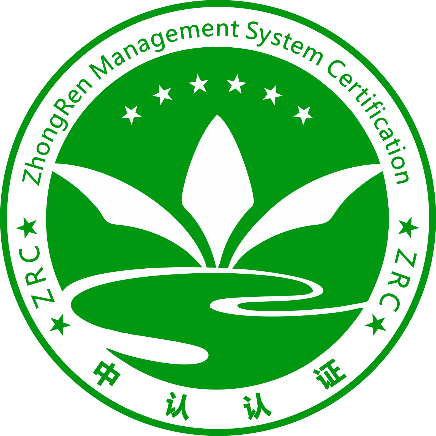 ZhongRen Management System Certification
ZRC
ZRC
中认认证